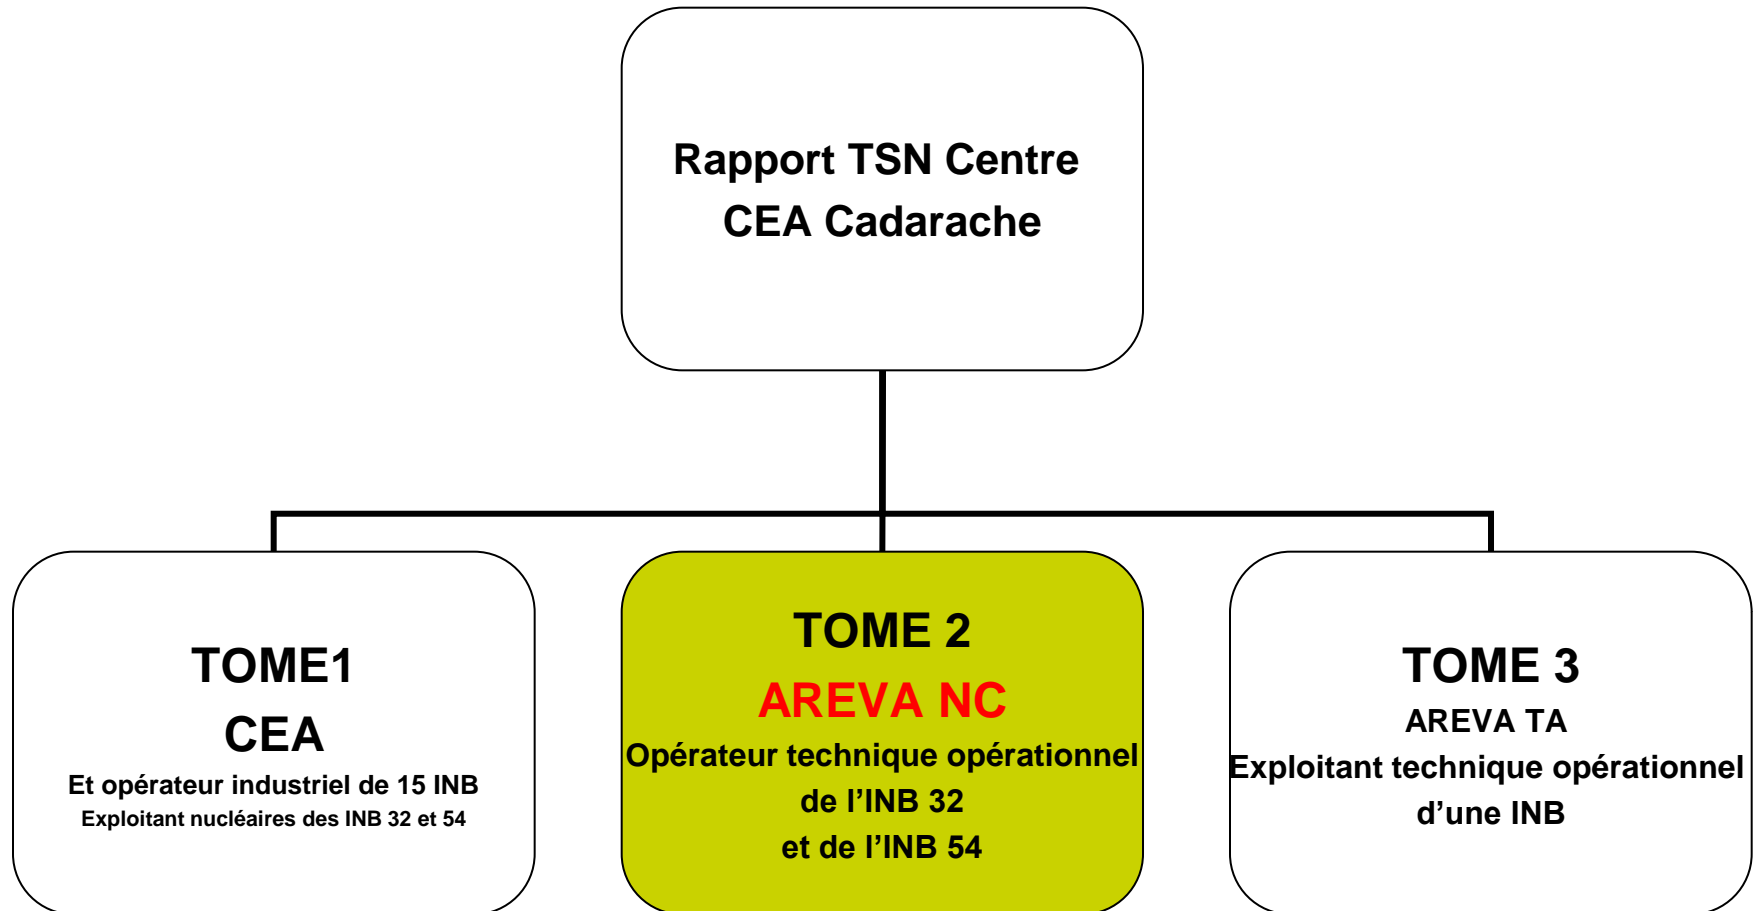 Rapport TSN Centre
CEA Cadarache
TOME1
CEA
Et opérateur industriel de 15 INB
Exploitant nucléaires des INB 32 et 54
TOME 2
AREVA NC
Opérateur technique opérationnel
de l’INB 32
et de l’INB 54
TOME 3
AREVA TA
Exploitant technique opérationnel
d’une INB